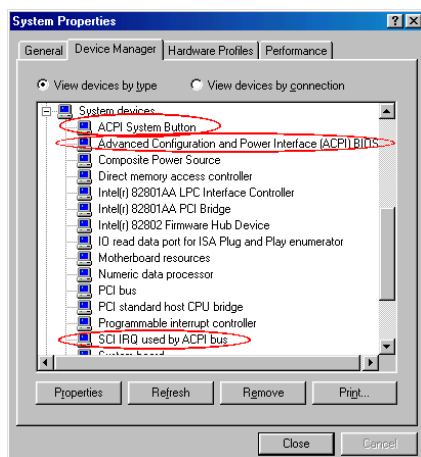 System Properties
General Device Manager Hardware Profiles Performance
View devices by type View devices by connection
System devices
ACPI System Button
Advanced Configuration and Power Interface (ACPI) BIOS
Composite Power Source
Direct memory access controller
Intel(r) 82801AA LPC Interface Controller
Intel(r) 82801AA PCI Bridge
Intel(r) 82802 Firmware Hub Device
IO read data port for ISA Plug and Play enumerator
Motherboard resources
Numeric data processor
PCI bus
PCI standard host CPU bridge
Programmable interrupt controller
SCI IRQ used by ACPI bus
System board
Properties Refresh Remove Print...
Close Cancel